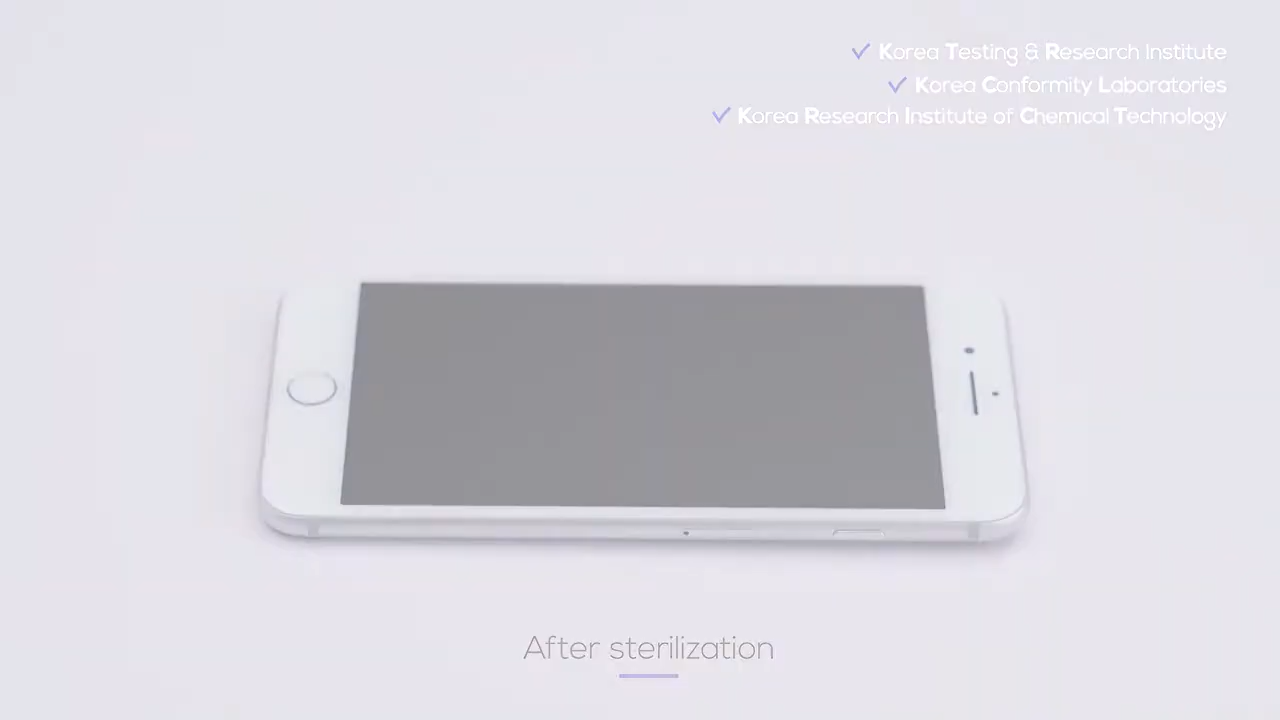 Korea Testing & Research Institute
Korea Conformity Laboratories
Korea Research Institute of Chemical Technology
After sterilization